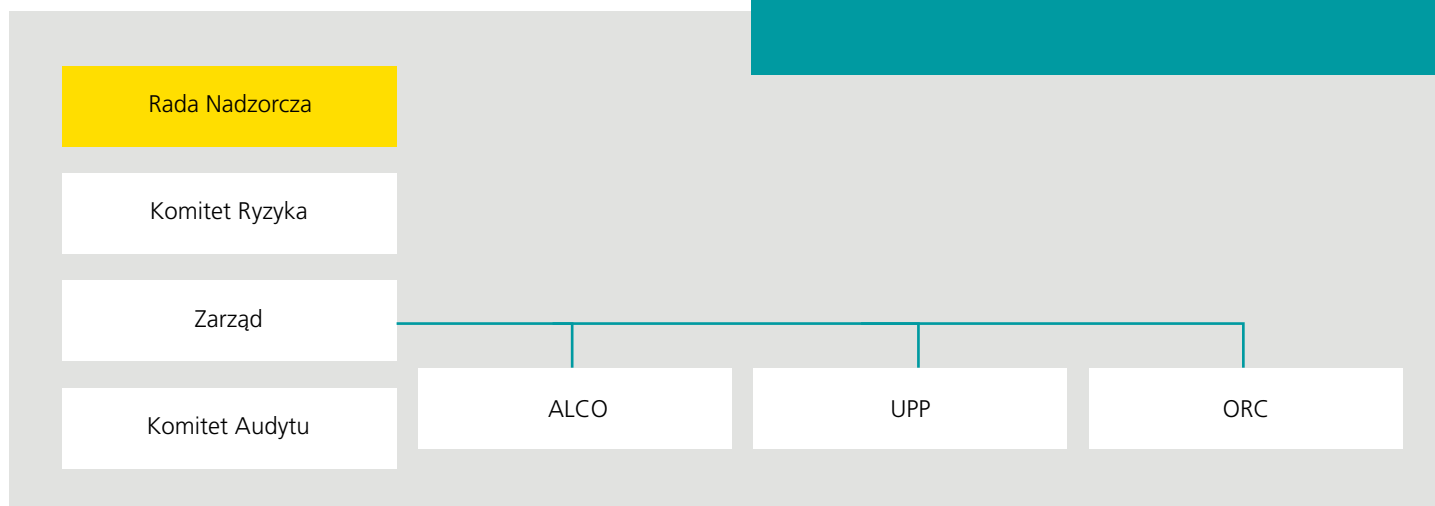 Rada Nadzorcza
Komitet Ryzyka
Zarząd
Komitet Audytu
ALCO
UPP
ORC